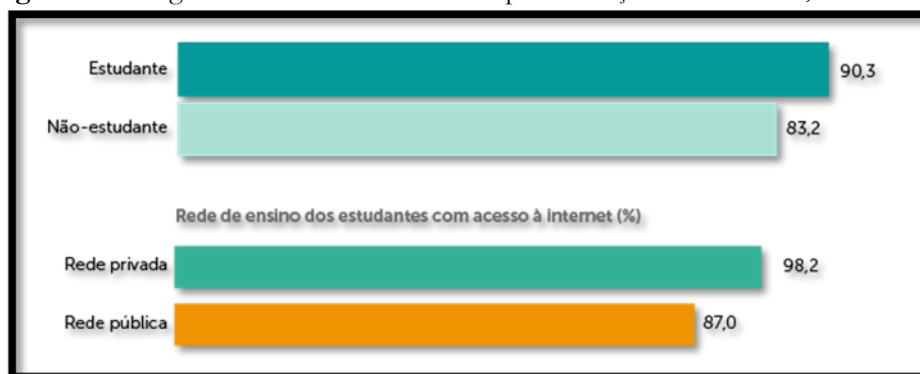 Estudante
90,3
Não-estudante
83,2
Rede de ensino dos estudantes com acesso à internet (%)
Rede privada
98,2
Rede pública
87,0